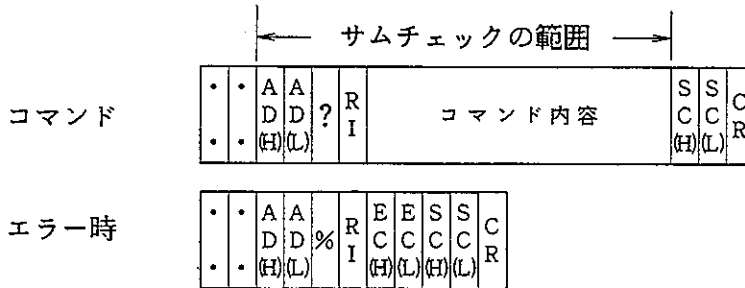 サムチェックの範囲
コマンド : : AD(H) AD(L) ? RI コマンド内容 SC(H) SC(L) CR
エラー時 : : AD(H) AD(L) % RI EC(H) EC(L) SC(H) SC(L) CR